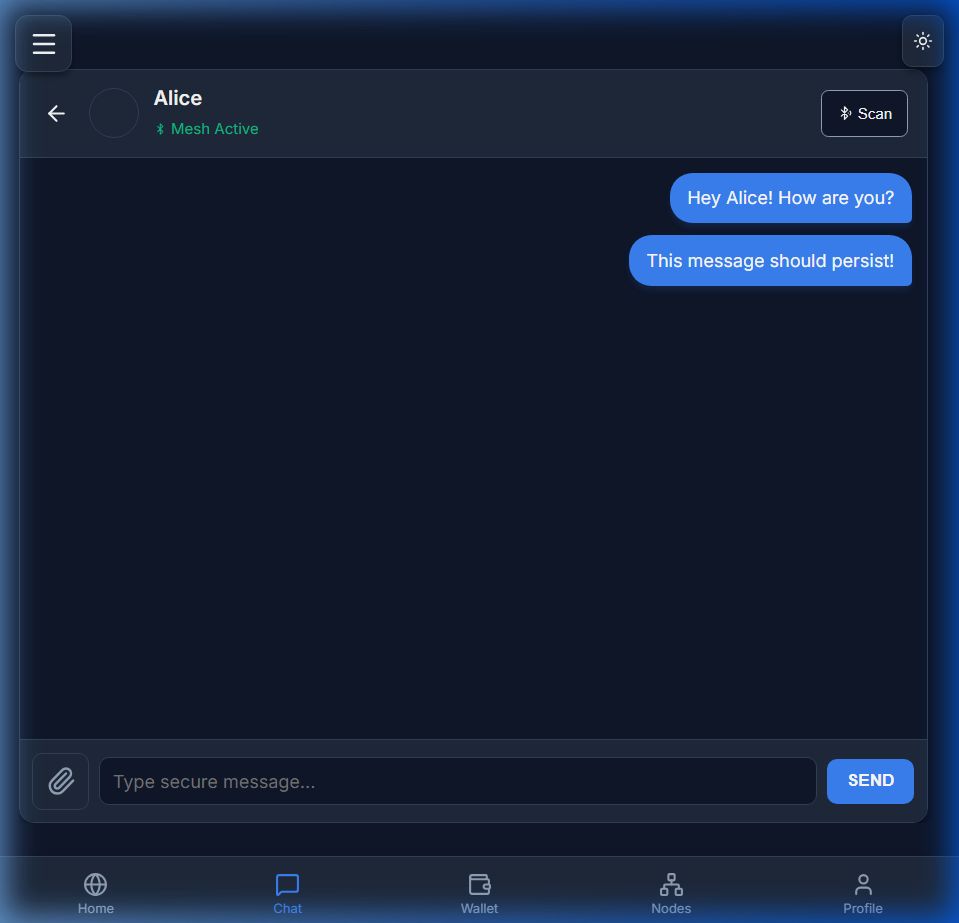 Alice
Mesh Active
Scan
Hey Alice! How are you?
This message should persist!
Type secure message...
SEND
Home
Chat
Wallet
Nodes
Profile